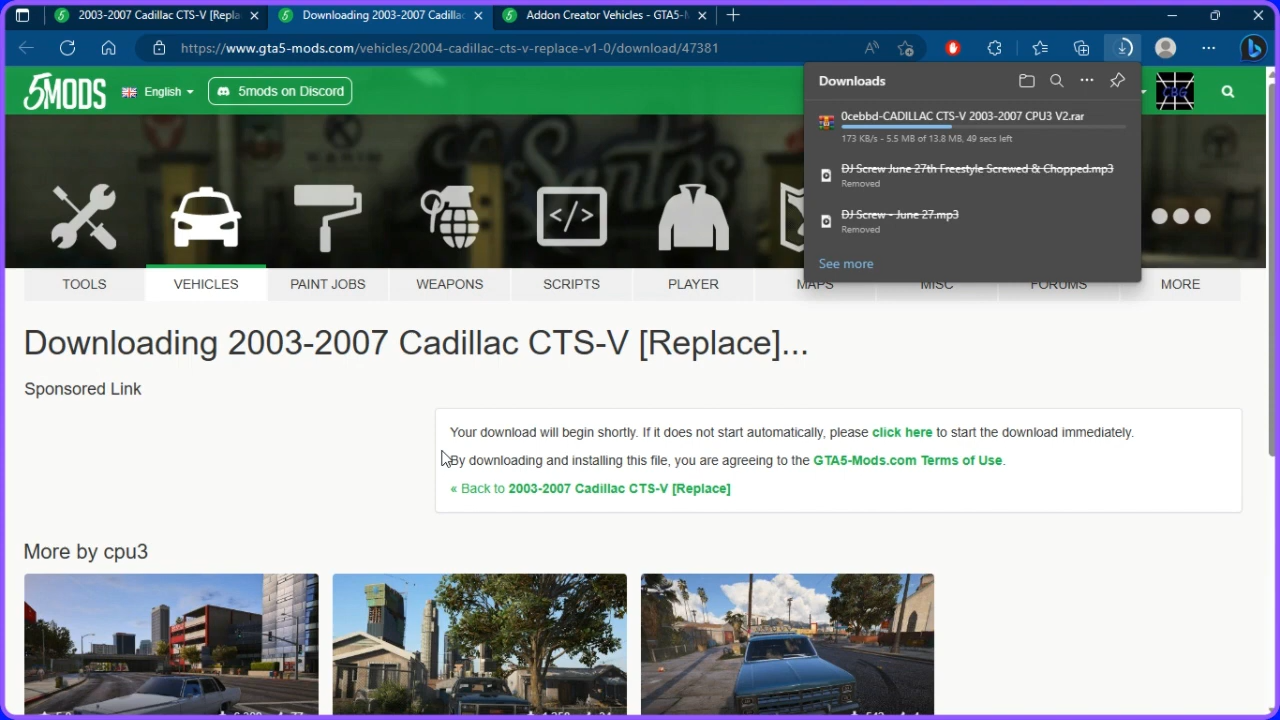 2003-2007 Cadillac CTS-V [Repla
Downloading 2003-2007 Cadillac
Addon Creator Vehicles - GTA5-
https://www.gta5-mods.com/vehicles/2004-cadillac-cts-v-replace-v1-0/download/47381
5MODS
English
5mods on Discord
CBG
Downloads
0cebbd-CADILLAC CTS-V 2003-2007 CPU3 V2.rar
173 KB/s - 5.5 MB of 13.8 MB, 49 secs left
DJ Screw June 27th Freestyle Screwed & Chopped.mp3
Removed
DJ Screw - June 27.mp3
Removed
See more
TOOLS
VEHICLES
PAINT JOBS
WEAPONS
SCRIPTS
PLAYER
MAPS
MISC
FORUMS
MORE
Downloading 2003-2007 Cadillac CTS-V [Replace]...
Sponsored Link
Your download will begin shortly. If it does not start automatically, please click here to start the download immediately.
By downloading and installing this file, you are agreeing to the GTA5-Mods.com Terms of Use.
« Back to 2003-2007 Cadillac CTS-V [Replace]
More by cpu3